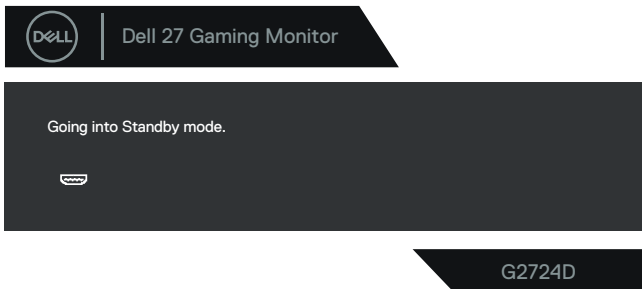 DELL
Dell 27 Gaming Monitor
Going into Standby mode.
G2724D